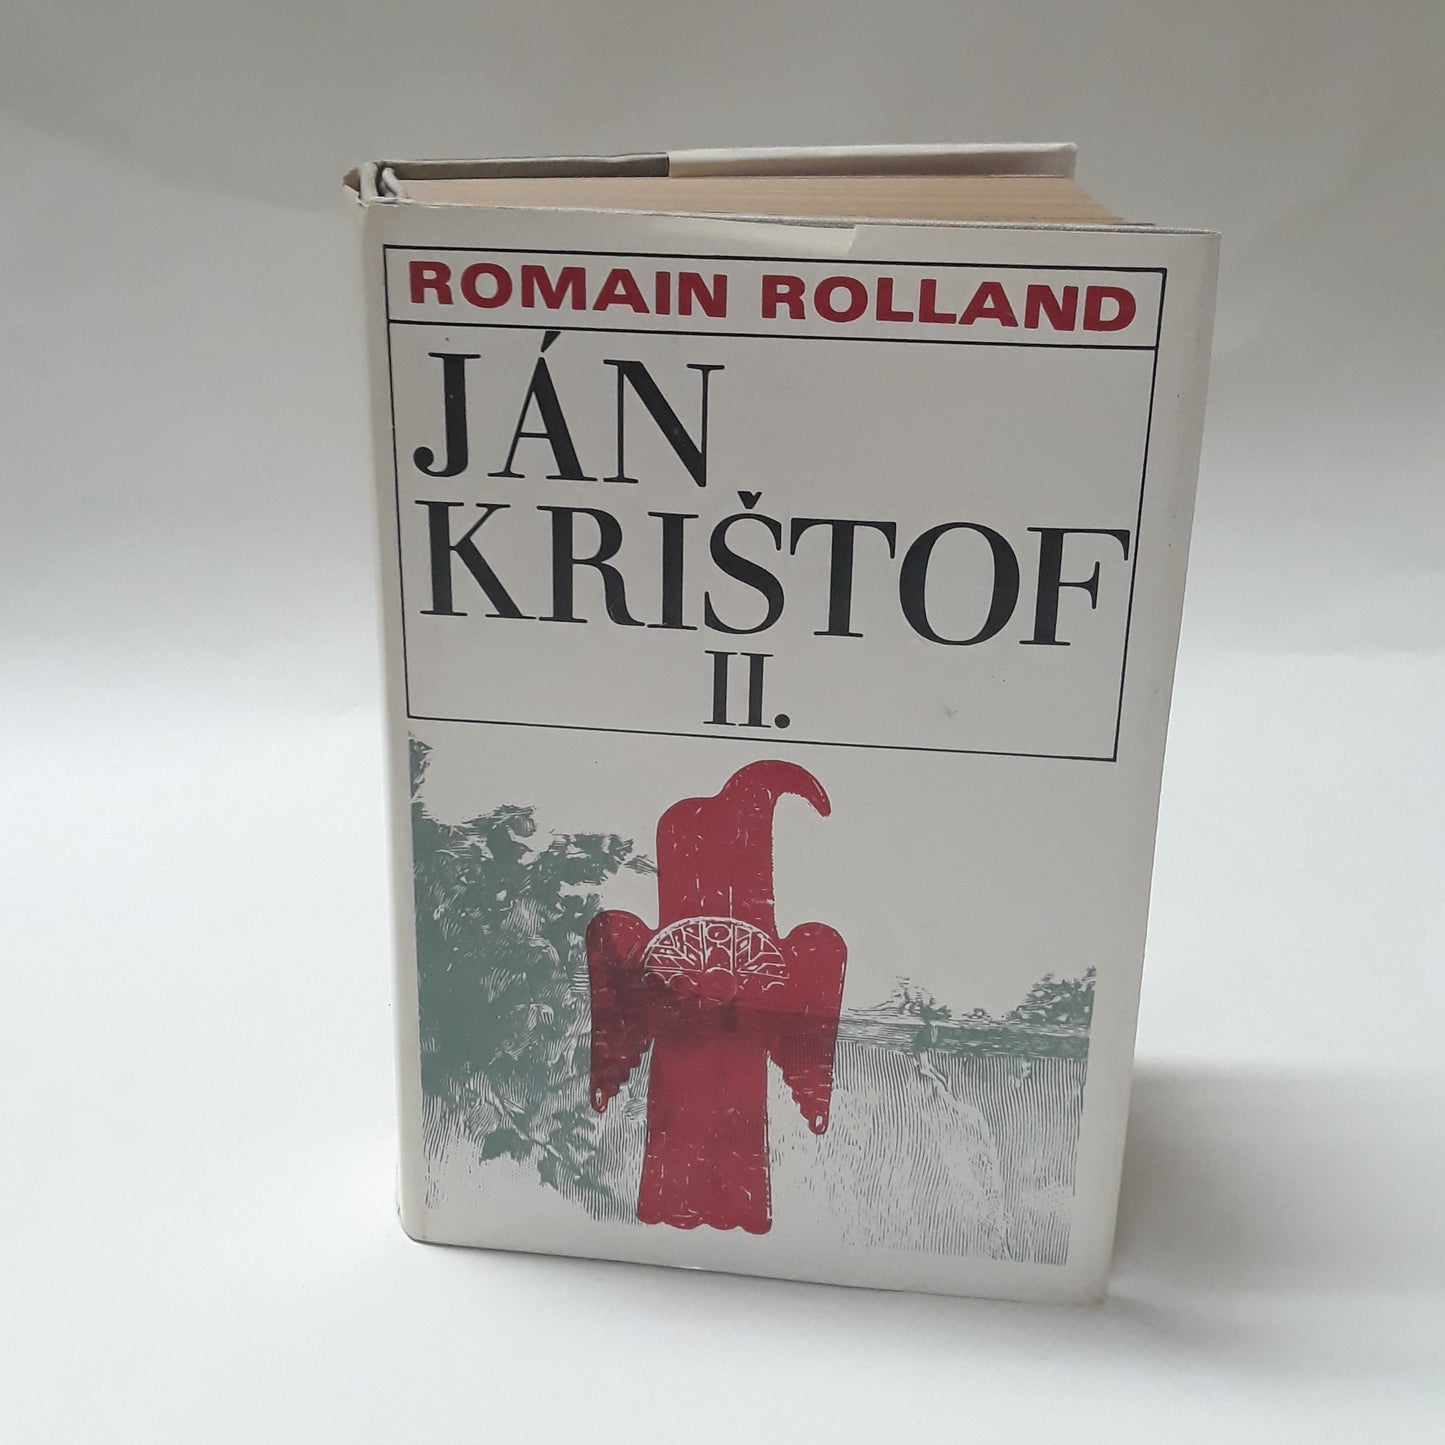 ROMAIN ROLLAND
JÁN
KRIŠTOF
II.